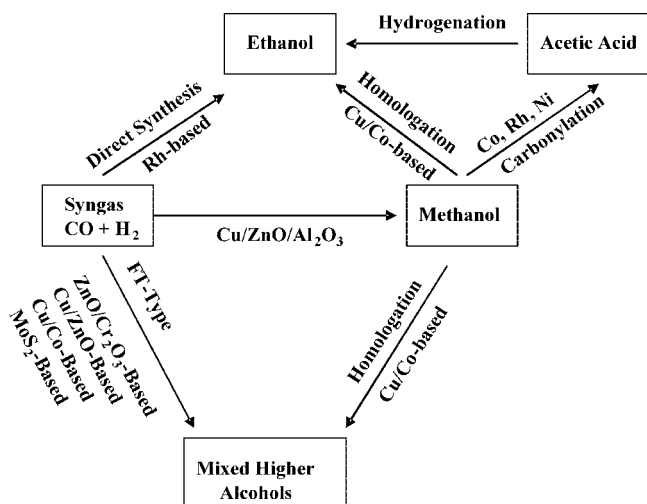 Ethanol
Hydrogenation
Acetic Acid
Direct Synthesis
Rh-based
Homologation
Cu/Co-based
Co, Rh, Ni
Carbonylation
Syngas
CO + H₂
Cu/ZnO/Al₂O₃
Methanol
FT-Type
ZnO/Cr₂O₃-Based
Cu/ZnO-Based
Cu/Co-Based
MoS₂-Based
Homologation
Cu/Co-based
Mixed Higher
Alcohols